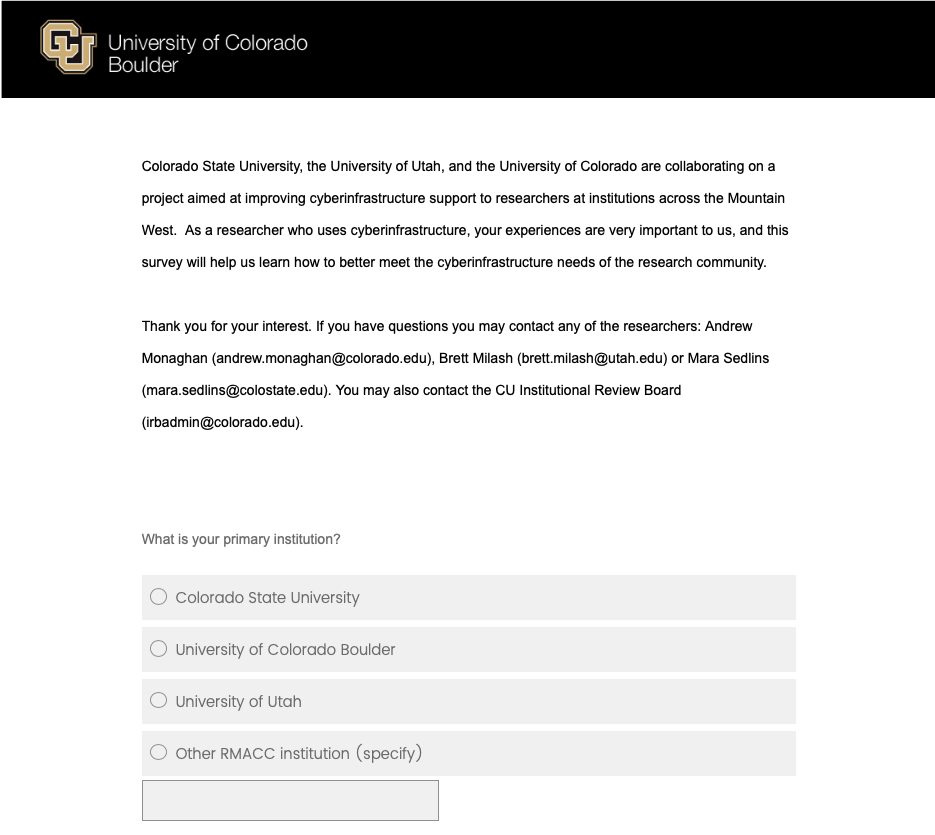 CU
University of Colorado
Boulder
Colorado State University, the University of Utah, and the University of Colorado are collaborating on a
project aimed at improving cyberinfrastructure support to researchers at institutions across the Mountain
West.  As a researcher who uses cyberinfrastructure, your experiences are very important to us, and this
survey will help us learn how to better meet the cyberinfrastructure needs of the research community.
Thank you for your interest. If you have questions you may contact any of the researchers: Andrew
Monaghan (andrew.monaghan@colorado.edu), Brett Milash (brett.milash@utah.edu) or Mara Sedlins
(mara.sedlins@colostate.edu). You may also contact the CU Institutional Review Board
(irbadmin@colorado.edu).
What is your primary institution?
Colorado State University
University of Colorado Boulder
University of Utah
Other RMACC institution (specify)